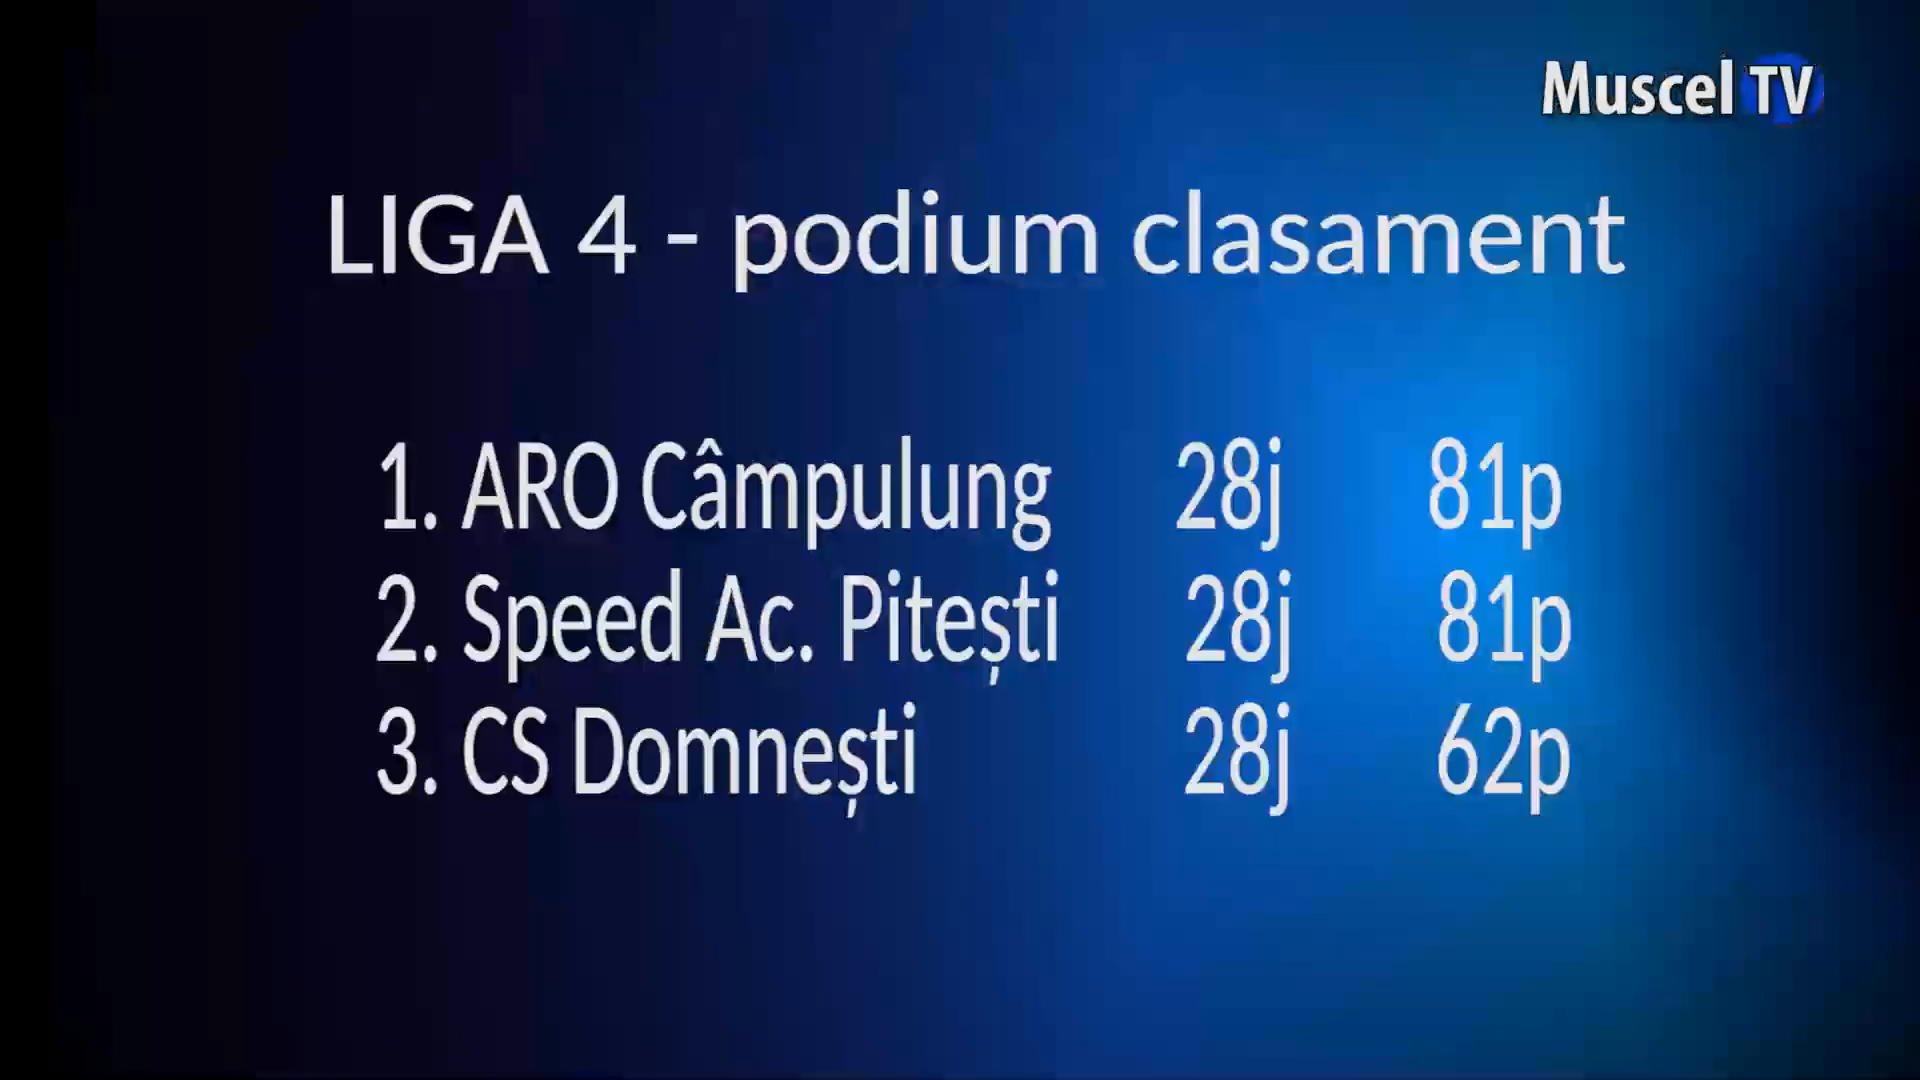 Muscel TV
LIGA 4 - podium clasament
1. ARO Câmpulung 28j 81p
2. Speed Ac. Pitești 28j 81p
3. CS Domnești 28j 62p